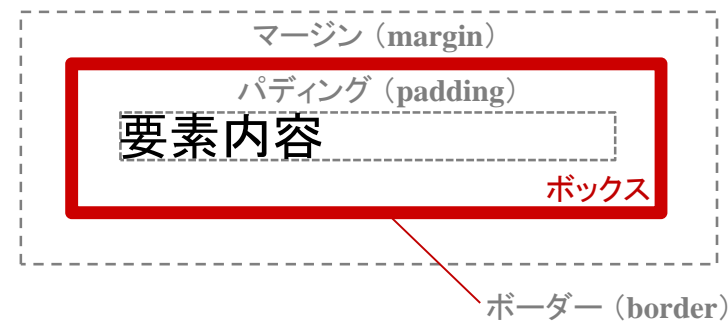 マージン（margin）
パディング（padding）
要素内容
ボックス
ボーダー（border）